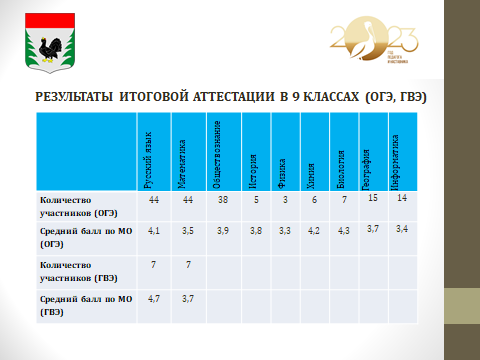 2023
ГОД
ПЕДАГОГА
И НАСТАВНИКА
РЕЗУЛЬТАТЫ ИТОГОВОЙ АТТЕСТАЦИИ В 9 КЛАССАХ (ОГЭ, ГВЭ)
Русский язык Математика Обществознание История Физика Химия Биология География Информатика
Количество участников (ОГЭ) 44 44 38 5 3 6 7 15 14
Средний балл по МО (ОГЭ) 4,1 3,5 3,9 3,8 3,3 4,2 4,3 3,7 3,4
Количество участников (ГВЭ) 7 7
Средний балл по МО (ГВЭ) 4,7 3,7